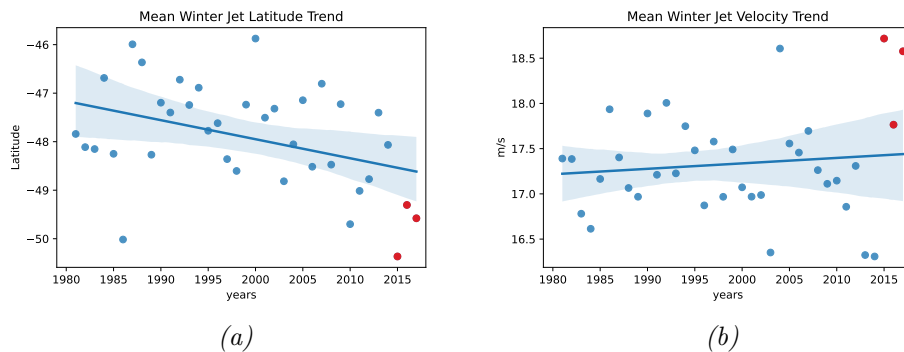 Mean Winter Jet Latitude Trend
Latitude
−46
−47
−48
−49
−50
1980 1985 1990 1995 2000 2005 2010 2015
years
(a)
Mean Winter Jet Velocity Trend
m/s
18.5
18.0
17.5
17.0
16.5
1980 1985 1990 1995 2000 2005 2010 2015
years
(b)